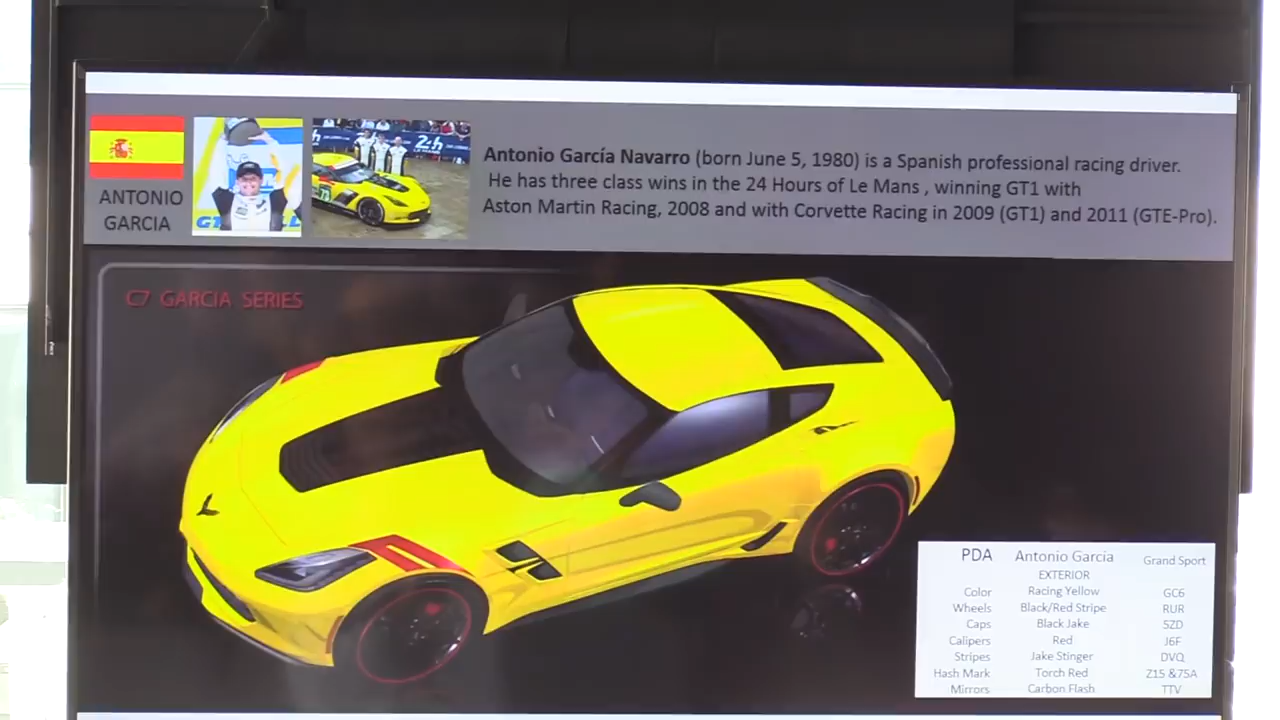 ANTONIO
GARCIA
24h
Antonio García Navarro (born June 5, 1980) is a Spanish professional racing driver.
He has three class wins in the 24 Hours of Le Mans , winning GT1 with
Aston Martin Racing, 2008 and with Corvette Racing in 2009 (GT1) and 2011 (GTE-Pro).
C7 GARCIA SERIES
PDA Antonio Garcia Grand Sport
EXTERIOR
Color Racing Yellow GC6
Wheels Black/Red Stripe RUR
Caps Black Jake 5ZD
Calipers Red J6F
Stripes Jake Stinger DVQ
Hash Mark Torch Red Z15 &75A
Mirrors Carbon Flash TTV